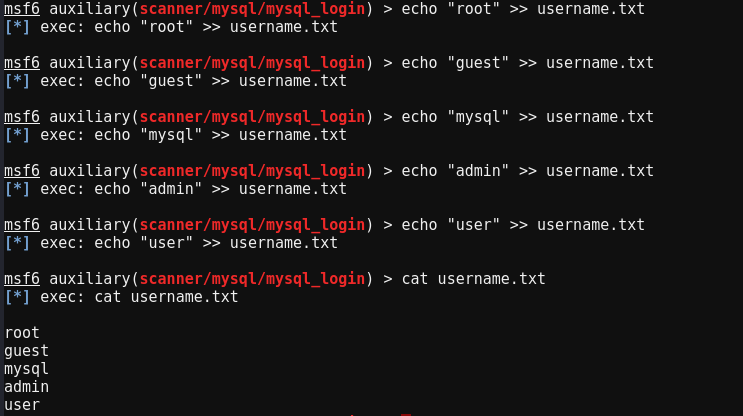 msf6 auxiliary(scanner/mysql/mysql_login) > echo "root" >> username.txt
[*] exec: echo "root" >> username.txt
msf6 auxiliary(scanner/mysql/mysql_login) > echo "guest" >> username.txt
[*] exec: echo "guest" >> username.txt
msf6 auxiliary(scanner/mysql/mysql_login) > echo "mysql" >> username.txt
[*] exec: echo "mysql" >> username.txt
msf6 auxiliary(scanner/mysql/mysql_login) > echo "admin" >> username.txt
[*] exec: echo "admin" >> username.txt
msf6 auxiliary(scanner/mysql/mysql_login) > echo "user" >> username.txt
[*] exec: echo "user" >> username.txt
msf6 auxiliary(scanner/mysql/mysql_login) > cat username.txt
[*] exec: cat username.txt
root
guest
mysql
admin
user